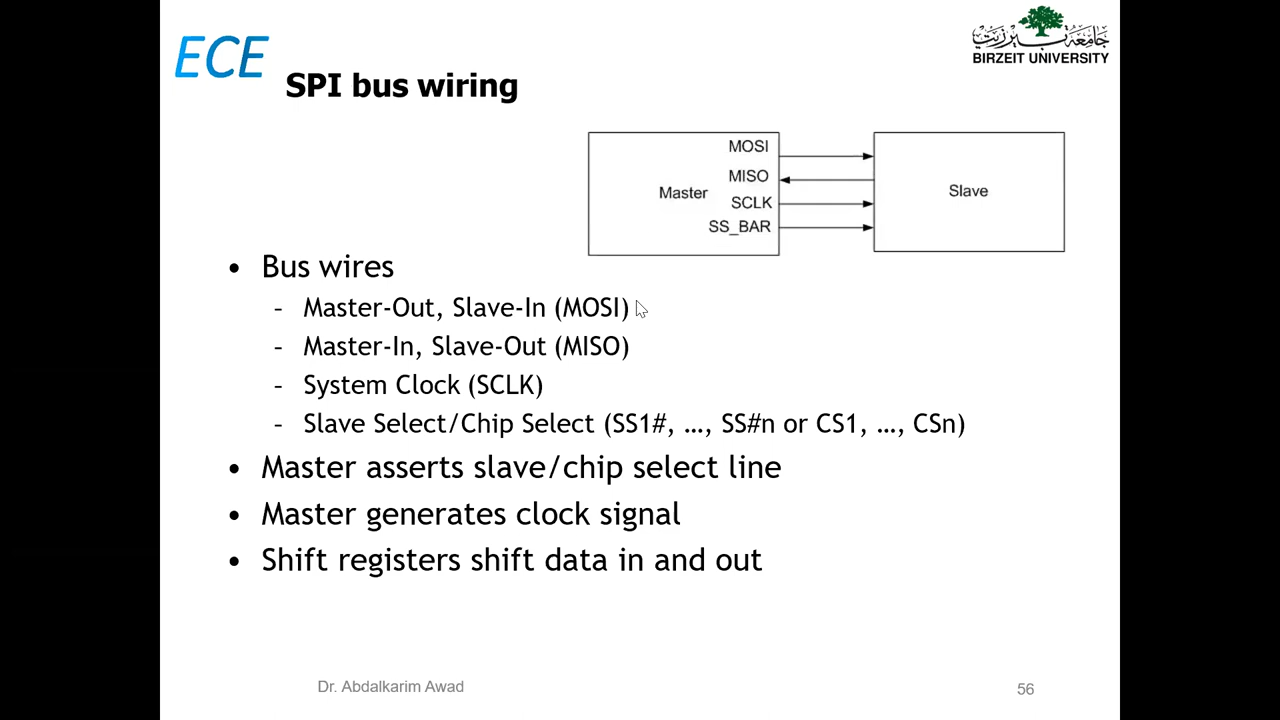 ECE
SPI bus wiring
جامعة بيرزيت
BIRZEIT UNIVERSITY
MOSI
MISO
Master
SCLK
SS_BAR
Slave
• Bus wires
- Master-Out, Slave-In (MOSI)
- Master-In, Slave-Out (MISO)
- System Clock (SCLK)
- Slave Select/Chip Select (SS1#, …, SS#n or CS1, …, CSn)
• Master asserts slave/chip select line
• Master generates clock signal
• Shift registers shift data in and out
Dr. Abdalkarim Awad
56